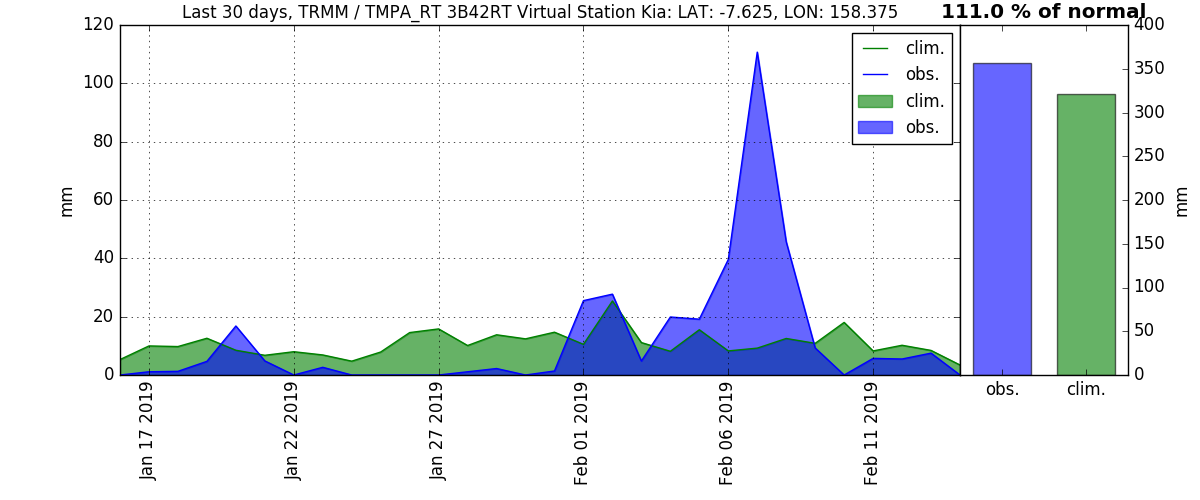 Last 30 days, TRMM / TMPA_RT 3B42RT Virtual Station Kia: LAT: -7.625, LON: 158.375
111.0 % of normal
120
100
80
60
40
20
0
mm
clim.
obs.
clim.
obs.
Jan 17 2019
Jan 22 2019
Jan 27 2019
Feb 01 2019
Feb 06 2019
Feb 11 2019
400
350
300
250
200
150
100
50
0
mm
obs.
clim.